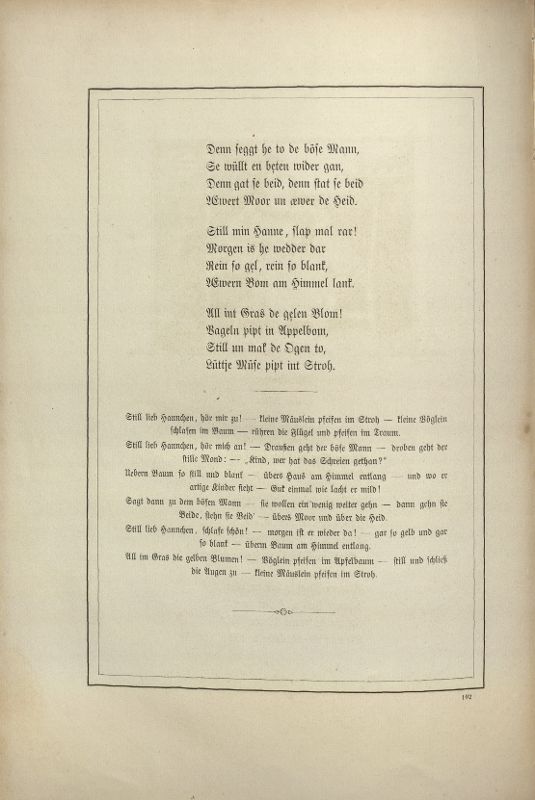 Denn seggt he to de böse Mann,
Se wüllt en beten wider gan,
Denn gat se beid, denn stat se beid
Æwert Moor un æwer de Heid.
Still min Hanne, slap mal rar!
Morgen is he wedder dar
Rein so gel, rein so blank,
Æwern Bom am Himmel lank.
All int Gras de gelen Blom!
Vageln pipt in Appelbom,
Still un mak de Ogen to,
Lüttje Müse pipt int Stroh.
Still lieb Hannchen, hör mir zu! — kleine Mäuslein pfeifen im Stroh — kleine Vöglein
schlafen im Baum — rühren die Flügel und pfeifen im Traum.
Still lieb Hannchen, hör mich an! — Draußen geht der böse Mann — droben geht der
stille Mond: — „Kind, wer hat das Schreien gethan?"
Uebern Baum so still und blank — übers Haus am Himmel entlang — und wo er
artige Kinder sieht — Guk einmal wie lacht er mild!
Sagt dann zu dem bösen Mann — sie wollen ein wenig weiter gehn — dann gehn sie
Beide, stehn sie Beid' — übers Moor und über die Heid.
Still lieb Hannchen, schlafe schön! — morgen ist er wieder da! — gar so gelb und gar
so blank — überm Baum am Himmel entlang.
All im Gras die gelben Blumen! — Vöglein pfeifen im Apfelbaum — still und schließ
die Augen zu — kleine Mäuslein pfeifen im Stroh.
192